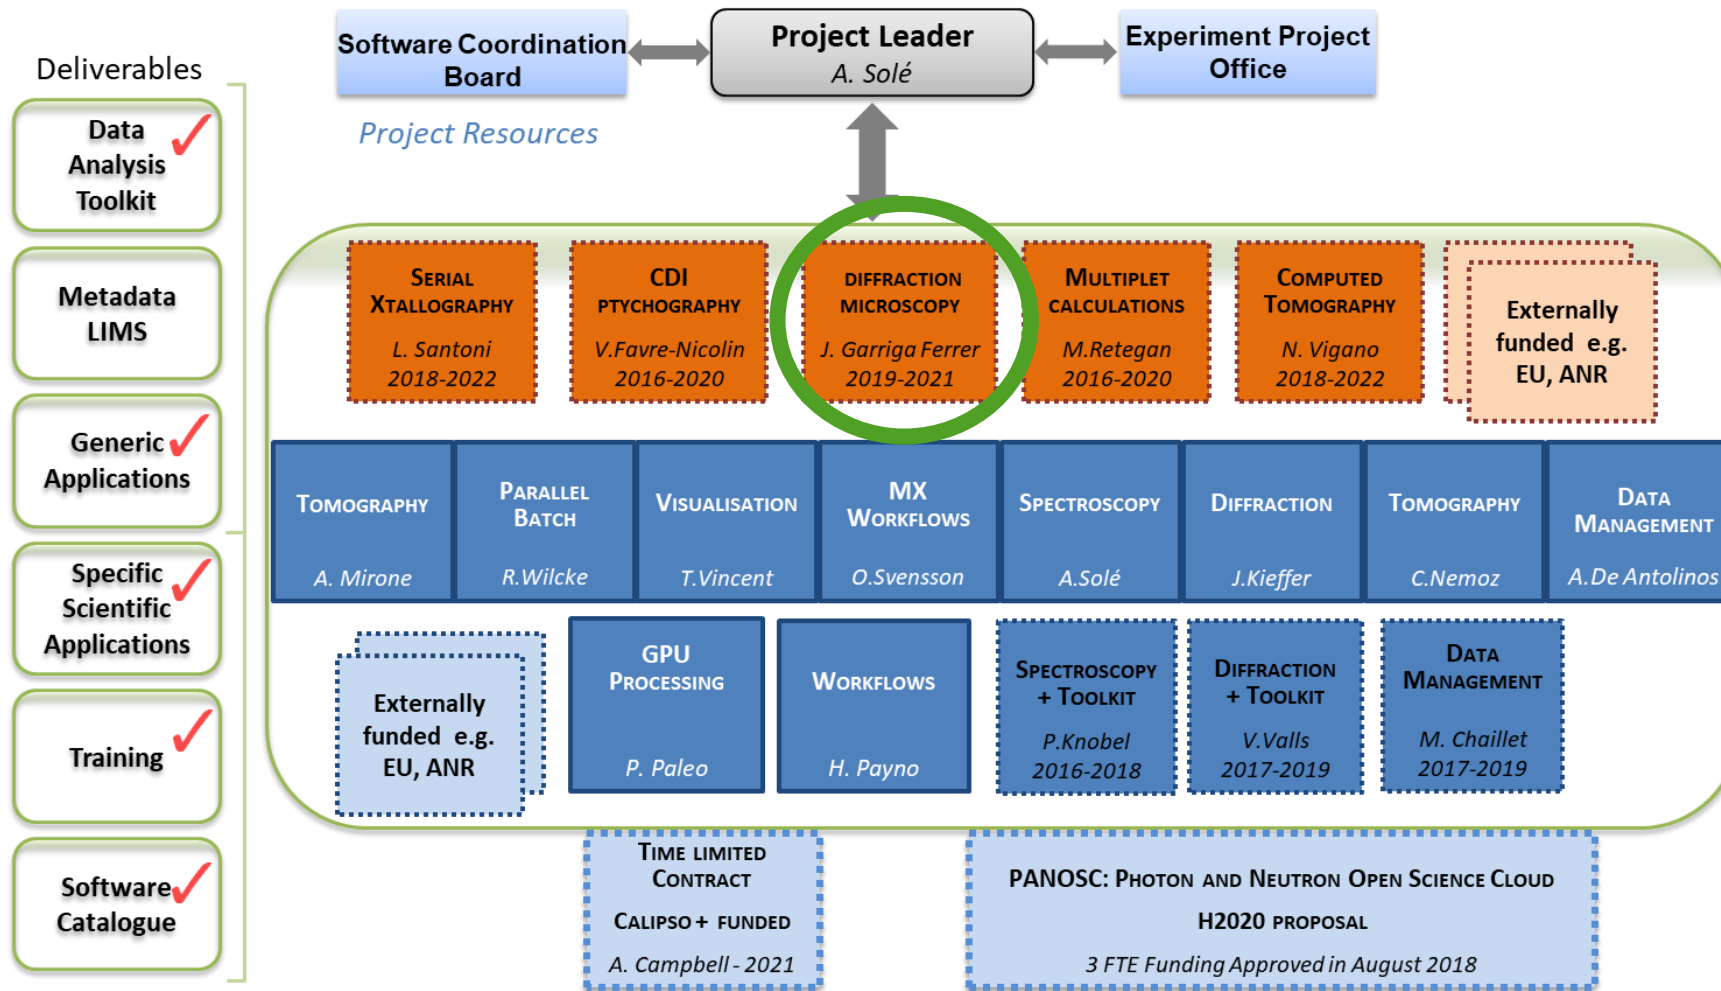 Software Coordination
Board
Project Leader
A. Solé
Experiment Project
Office
Project Resources
Deliverables
Data
Analysis
Toolkit
Metadata
LIMS
Generic
Applications
Specific
Scientific
Applications
Training
Software
Catalogue
SERIAL
XTALLOGRAPHY
L. Santoni
2018-2022
CDI
PTYCHOGRAPHY
V.Favre-Nicolin
2016-2020
DIFFRACTION
MICROSCOPY
J. Garriga Ferrer
2019-2021
MULTIPLET
CALCULATIONS
M.Retegan
2016-2020
COMPUTED
TOMOGRAPHY
N. Vigano
2018-2022
Externally
funded e.g.
EU, ANR
TOMOGRAPHY
A. Mirone
PARALLEL
BATCH
R.Wilcke
VISUALISATION
T.Vincent
MX
WORKFLOWS
O.Svensson
SPECTROSCOPY
A.Solé
DIFFRACTION
J.Kieffer
TOMOGRAPHY
C.Nemoz
DATA
MANAGEMENT
A.De Antolinos
Externally
funded e.g.
EU, ANR
GPU
PROCESSING
P. Paleo
WORKFLOWS
H. Payno
SPECTROSCOPY
+ TOOLKIT
P.Knobel
2016-2018
DIFFRACTION
+ TOOLKIT
V.Valls
2017-2019
DATA
MANAGEMENT
M. Chaillet
2017-2019
TIME LIMITED
CONTRACT
CALIPSO + FUNDED
A. Campbell - 2021
PANOSC: PHOTON AND NEUTRON OPEN SCIENCE CLOUD
H2020 PROPOSAL
3 FTE Funding Approved in August 2018